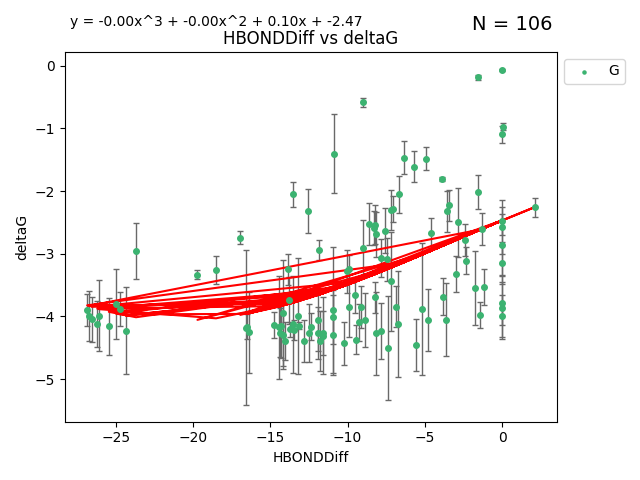 y = -0.00x^3 + -0.00x^2 + 0.10x + -2.47
N = 106
HBONDDiff vs deltaG
G
deltaG
0
−1
−2
−3
−4
−5
−25
−20
−15
−10
−5
0
HBONDDiff